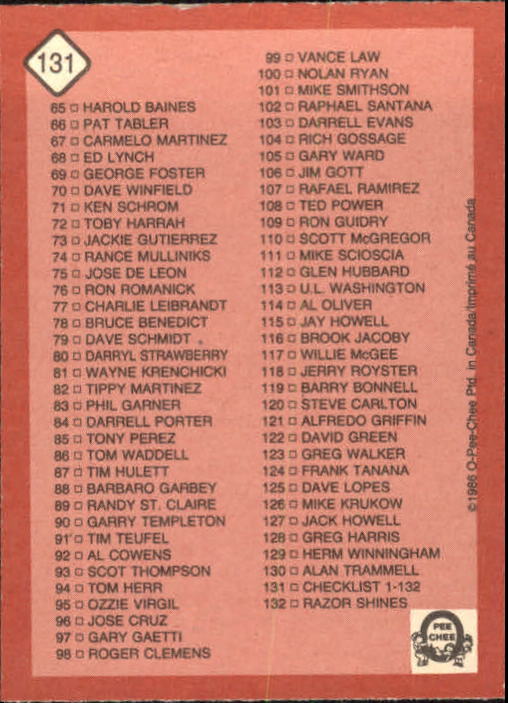 131
65 HAROLD BAINES
66 PAT TABLER
67 CARMELO MARTINEZ
68 ED LYNCH
69 GEORGE FOSTER
70 DAVE WINFIELD
71 KEN SCHROM
72 TOBY HARRAH
73 JACKIE GUTIERREZ
74 RANCE MULLINIKS
75 JOSE DE LEON
76 RON ROMANICK
77 CHARLIE LEIBRANDT
78 BRUCE BENEDICT
79 DAVE SCHMIDT
80 DARRYL STRAWBERRY
81 WAYNE KRENCHICKI
82 TIPPY MARTINEZ
83 PHIL GARNER
84 DARRELL PORTER
85 TONY PEREZ
86 TOM WADDELL
87 TIM HULETT
88 BARBARO GARBEY
89 RANDY ST. CLAIRE
90 GARRY TEMPLETON
91 TIM TEUFEL
92 AL COWENS
93 SCOT THOMPSON
94 TOM HERR
95 OZZIE VIRGIL
96 JOSE CRUZ
97 GARY GAETTI
98 ROGER CLEMENS
99 VANCE LAW
100 NOLAN RYAN
101 MIKE SMITHSON
102 RAPHAEL SANTANA
103 DARRELL EVANS
104 RICH GOSSAGE
105 GARY WARD
106 JIM GOTT
107 RAFAEL RAMIREZ
108 TED POWER
109 RON GUIDRY
110 SCOTT McGREGOR
111 MIKE SCIOSCIA
112 GLEN HUBBARD
113 U.L. WASHINGTON
114 AL OLIVER
115 JAY HOWELL
116 BROOK JACOBY
117 WILLIE McGEE
118 JERRY ROYSTER
119 BARRY BONNELL
120 STEVE CARLTON
121 ALFREDO GRIFFIN
122 DAVID GREEN
123 GREG WALKER
124 FRANK TANANA
125 DAVE LOPES
126 MIKE KRUKOW
127 JACK HOWELL
128 GREG HARRIS
129 HERM WINNINGHAM
130 ALAN TRAMMELL
131 CHECKLIST 1-132
132 RAZOR SHINES
©1986 O-Pee-Chee Ptd. in Canada/Imprimé au Canada
PEE
CHEE